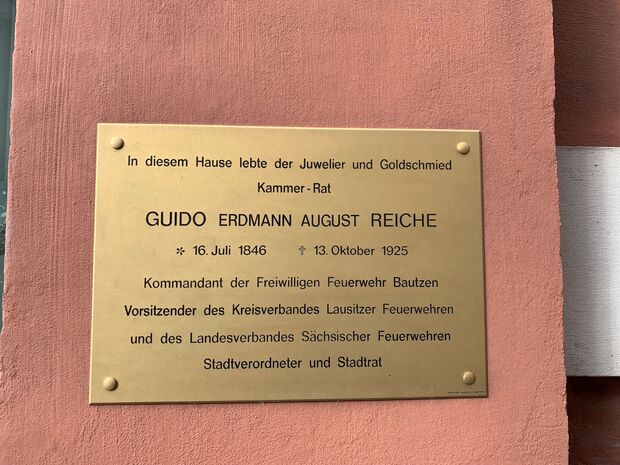 In diesem Hause lebte der Juwelier und Goldschmied
Kammer-Rat
GUIDO ERDMANN AUGUST REICHE
* 16. Juli 1846 † 13. Oktober 1925
Kommandant der Freiwilligen Feuerwehr Bautzen
Vorsitzender des Kreisverbandes Lausitzer Feuerwehren
und des Landesverbandes Sächsischer Feuerwehren
Stadtverordneter und Stadtrat